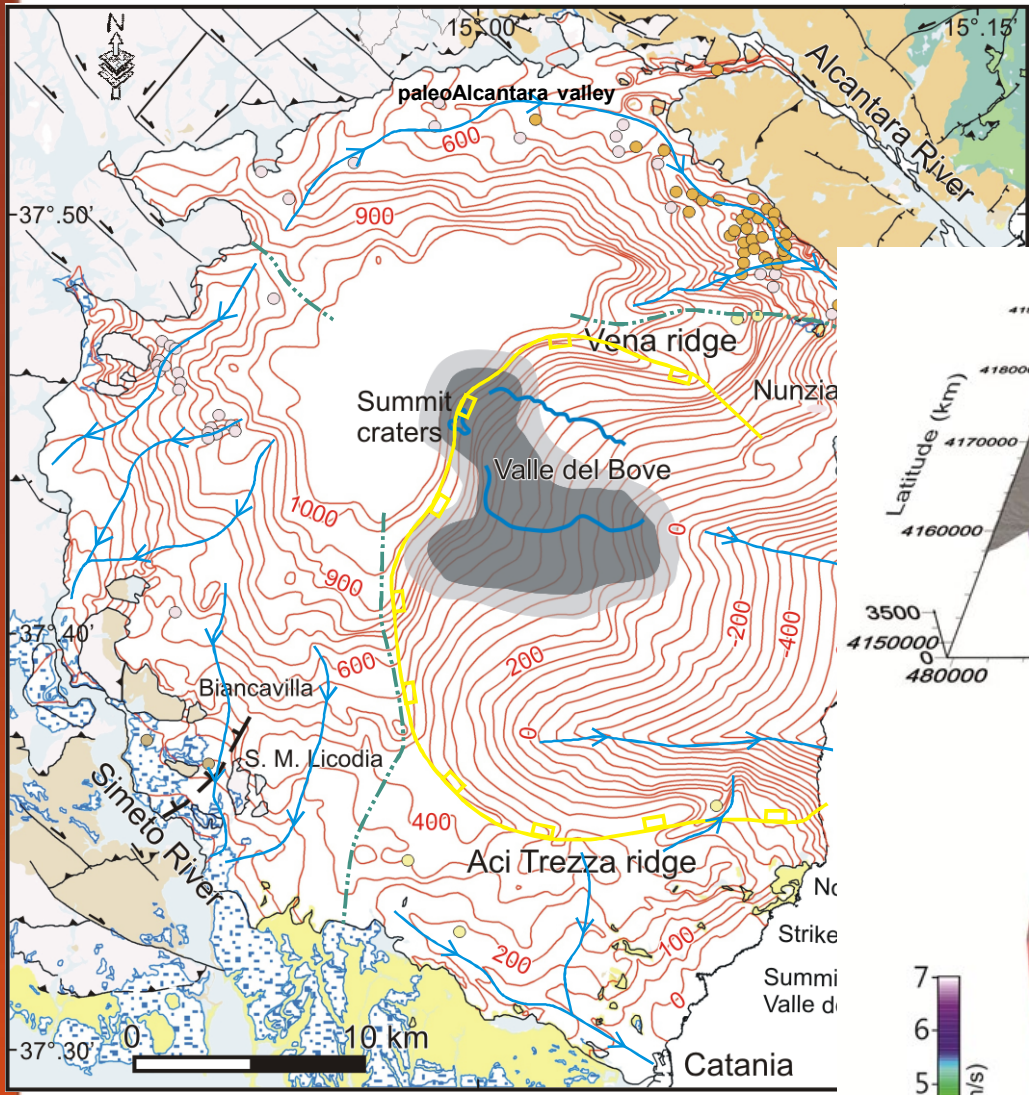 N
15°.00'
15°.15'
paleoAlcantara valley
Alcantara River
600
37°.50'
900
Vena ridge
Nunzia
Summit
craters
Valle del Bove
1000
0
900
-200
-400
37°.40'
600
200
Biancavilla
0
S. M. Licodia
Simeto River
400
Aci Trezza ridge
No
Strike
200
100
Summi
Valle d
0
0
10 km
37°.30'
Catania
Latitude (km)
418000
4170000
4160000
3500
4150000
0
480000
7
6
5